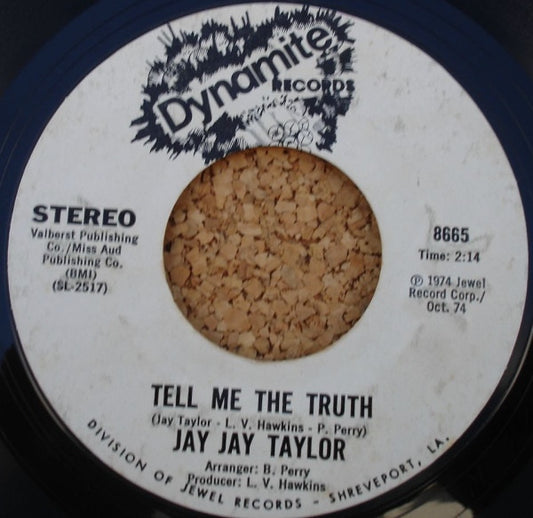 Dynamite
RECORDS
STEREO
Valberst Publishing
Co./Miss Aud
Publishing Co.
(BMI)
(SL-2517)
8665
Time: 2:14
Ⓟ 1974 Jewel
Record Corp./
Oct. 74
TELL ME THE TRUTH
(Jay Taylor - L. V. Hawkins - P. Perry)
JAY JAY TAYLOR
Arranger: B. Perry
Producer: L. V. Hawkins
DIVISION OF JEWEL RECORDS - SHREVEPORT, LA.